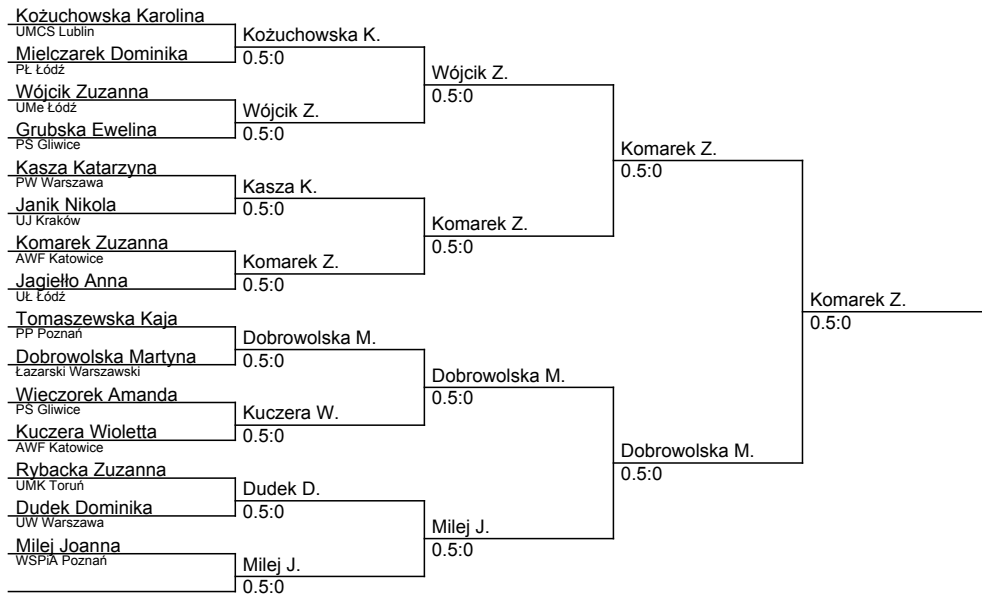 Kożuchowska Karolina
UMCS Lublin
Mielczarek Dominika
PŁ Łódź
Wójcik Zuzanna
UMe Łódź
Grubska Ewelina
PŚ Gliwice
Kasza Katarzyna
PW Warszawa
Janik Nikola
UJ Kraków
Komarek Zuzanna
AWF Katowice
Jagiełło Anna
UŁ Łódź
Tomaszewska Kaja
PP Poznań
Dobrowolska Martyna
Łazarski Warszawski
Wieczorek Amanda
PŚ Gliwice
Kuczera Wioletta
AWF Katowice
Rybacka Zuzanna
UMK Toruń
Dudek Dominika
UW Warszawa
Milej Joanna
WSPiA Poznań
Kożuchowska K.
0.5:0
Wójcik Z.
0.5:0
Kasza K.
0.5:0
Komarek Z.
0.5:0
Dobrowolska M.
0.5:0
Kuczera W.
0.5:0
Dudek D.
0.5:0
Milej J.
0.5:0
Wójcik Z.
0.5:0
Komarek Z.
0.5:0
Dobrowolska M.
0.5:0
Milej J.
0.5:0
Komarek Z.
0.5:0
Dobrowolska M.
0.5:0
Komarek Z.
0.5:0